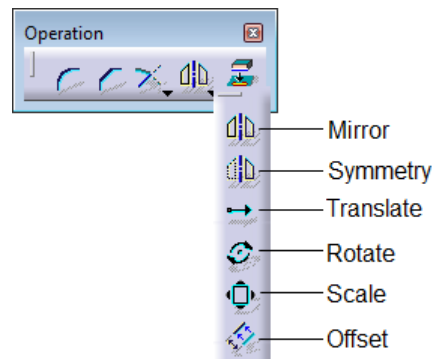 Operation
Mirror
Symmetry
Translate
Rotate
Scale
Offset